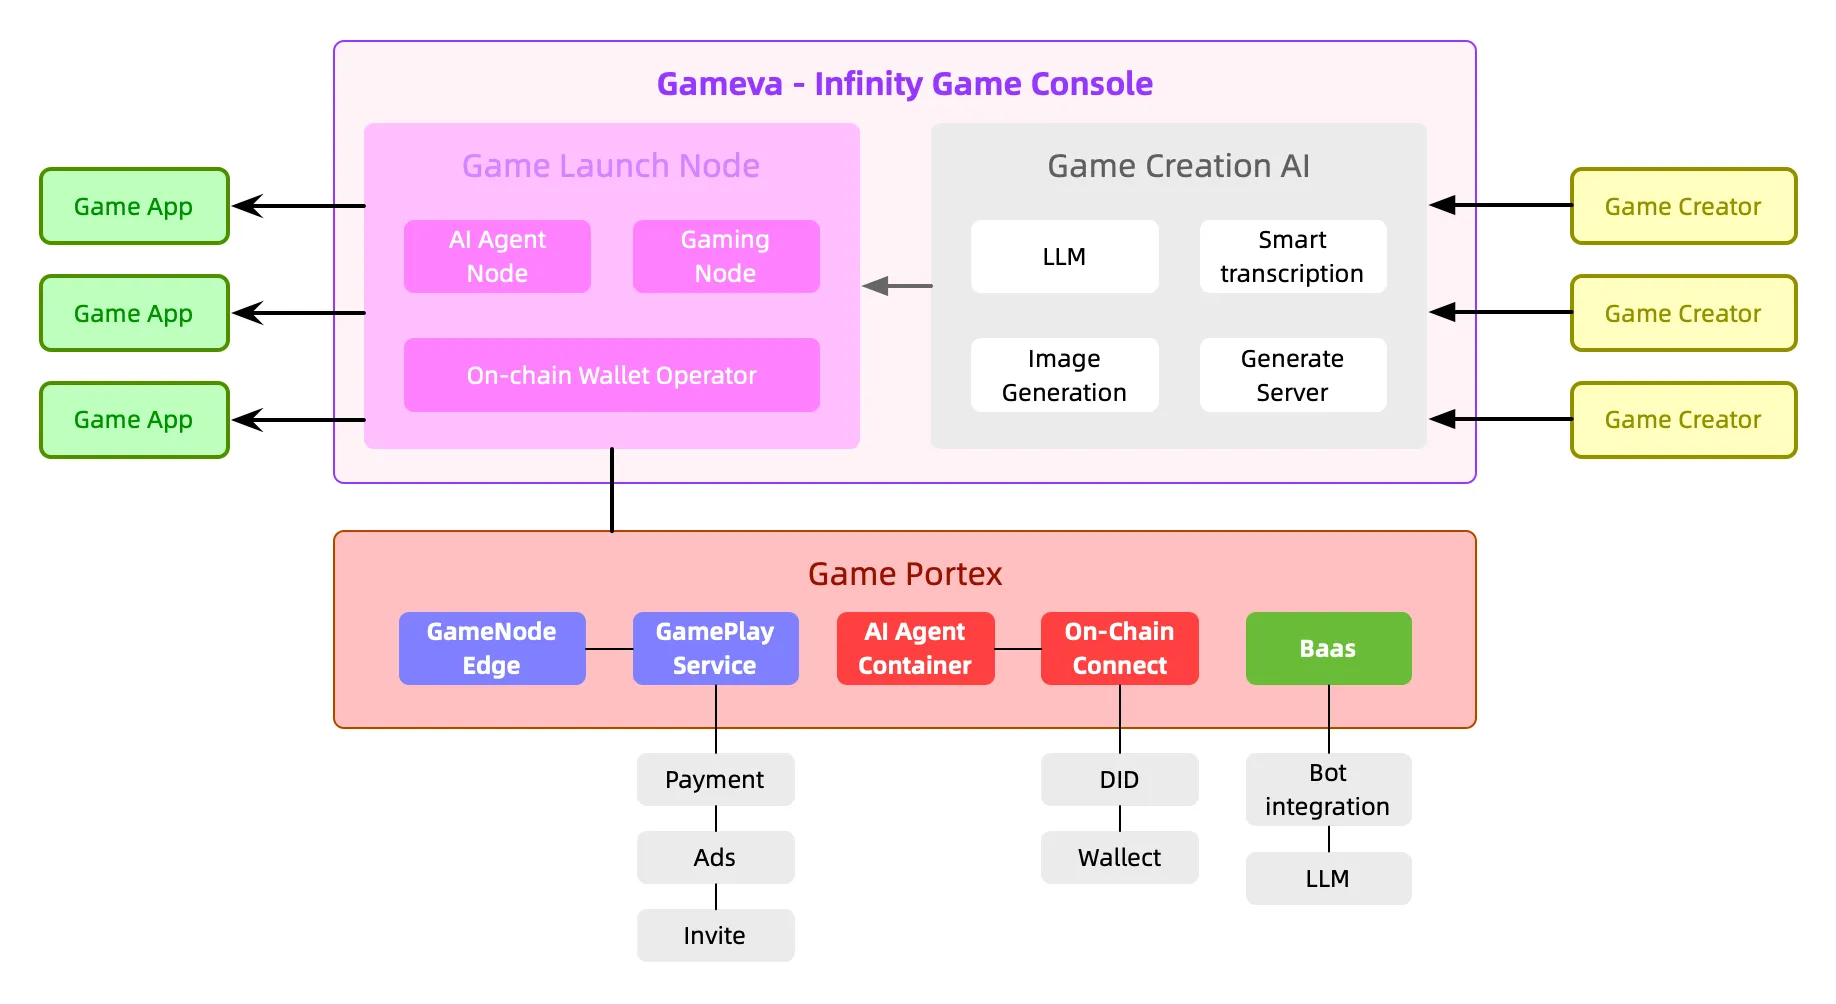 Gameva - Infinity Game Console
Game Launch Node
Game Creation AI
Game App
Game App
Game App
AI Agent
Node
Gaming
Node
On-chain Wallet Operator
LLM
Smart
transcription
Image
Generation
Generate
Server
Game Creator
Game Creator
Game Creator
Game Portex
GameNode
Edge
GamePlay
Service
AI Agent
Container
On-Chain
Connect
Baas
Payment
Ads
Invite
DID
Wallect
Bot
integration
LLM